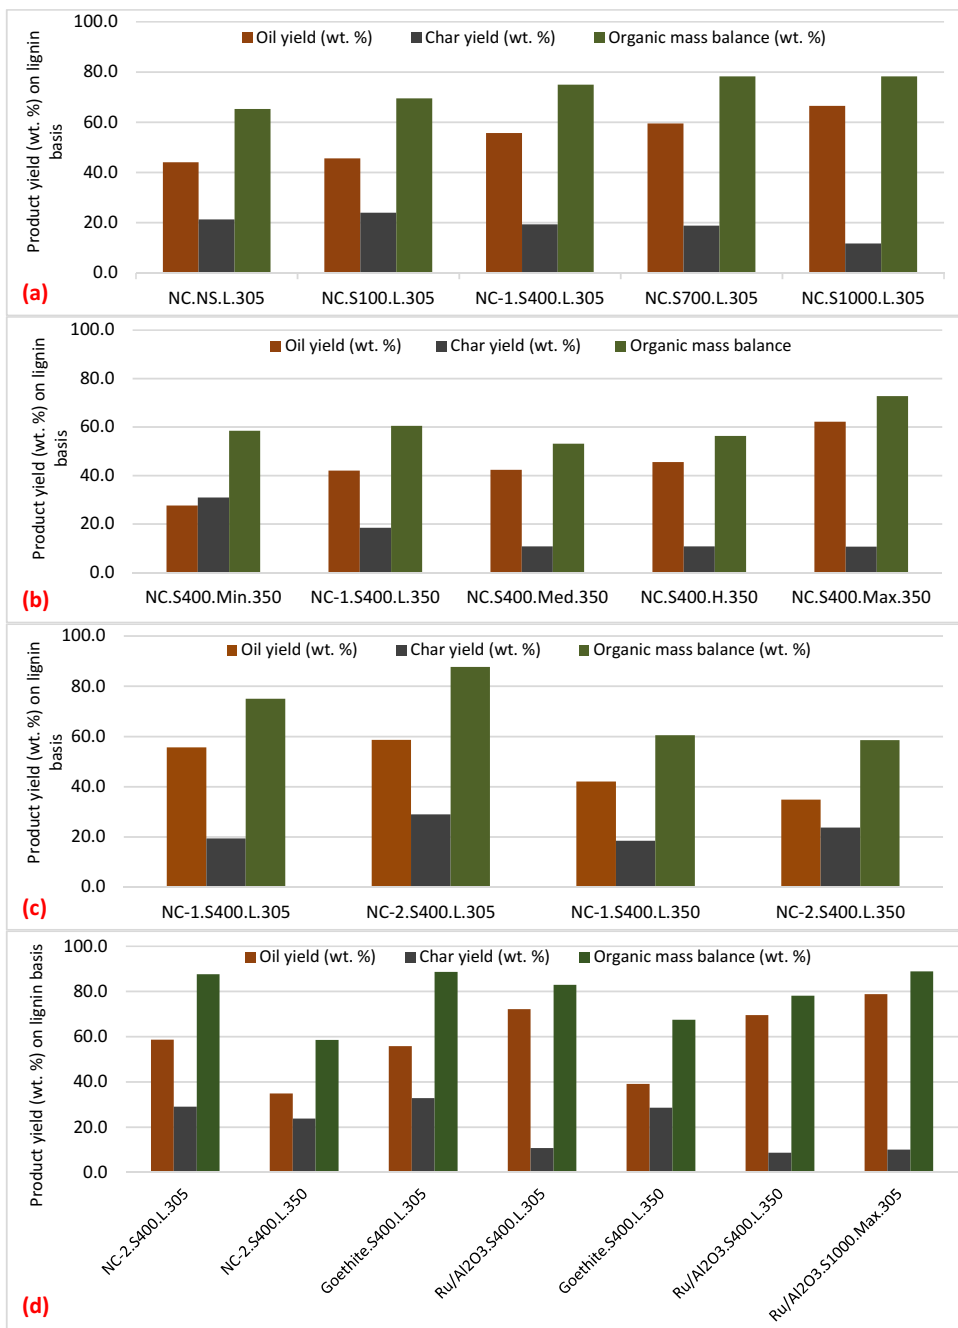 100.0
Oil yield (wt. %)
Char yield (wt. %)
Organic mass balance (wt. %)
80.0
60.0
40.0
20.0
0.0
Product yield (wt. %) on lignin
basis
NC.NS.L.305
NC.S100.L.305
NC-1.S400.L.305
NC.S700.L.305
NC.S1000.L.305
(a)
100.0
Oil yield (wt. %)
Char yield (wt. %)
Organic mass balance
80.0
60.0
40.0
20.0
0.0
Product yield (wt. %) on lignin
basis
NC.S400.Min.350
NC-1.S400.L.350
NC.S400.Med.350
NC.S400.H.350
NC.S400.Max.350
(b)
100.0
Oil yield (wt. %)
Char yield (wt. %)
Organic mass balance (wt. %)
80.0
60.0
40.0
20.0
0.0
Product yield (wt. %) on lignin
basis
NC-1.S400.L.305
NC-2.S400.L.305
NC-1.S400.L.350
NC-2.S400.L.350
(c)
100.0
Oil yield (wt. %)
Char yield (wt. %)
Organic mass balance (wt. %)
80.0
60.0
40.0
20.0
0.0
Product yield (wt. %) on lignin basis
NC-2.S400.L.305
NC-2.S400.L.350
Goethite.S400.L.305
Ru/Al2O3.S400.L.305
Goethite.S400.L.350
Ru/Al2O3.S400.L.350
Ru/Al2O3.S1000.Max.305
(d)